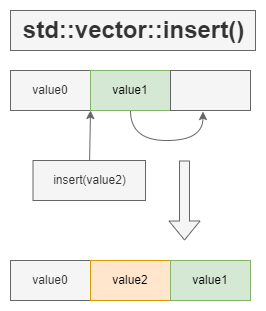 std::vector::insert()
value0 value1
insert(value2)
value0 value2 value1